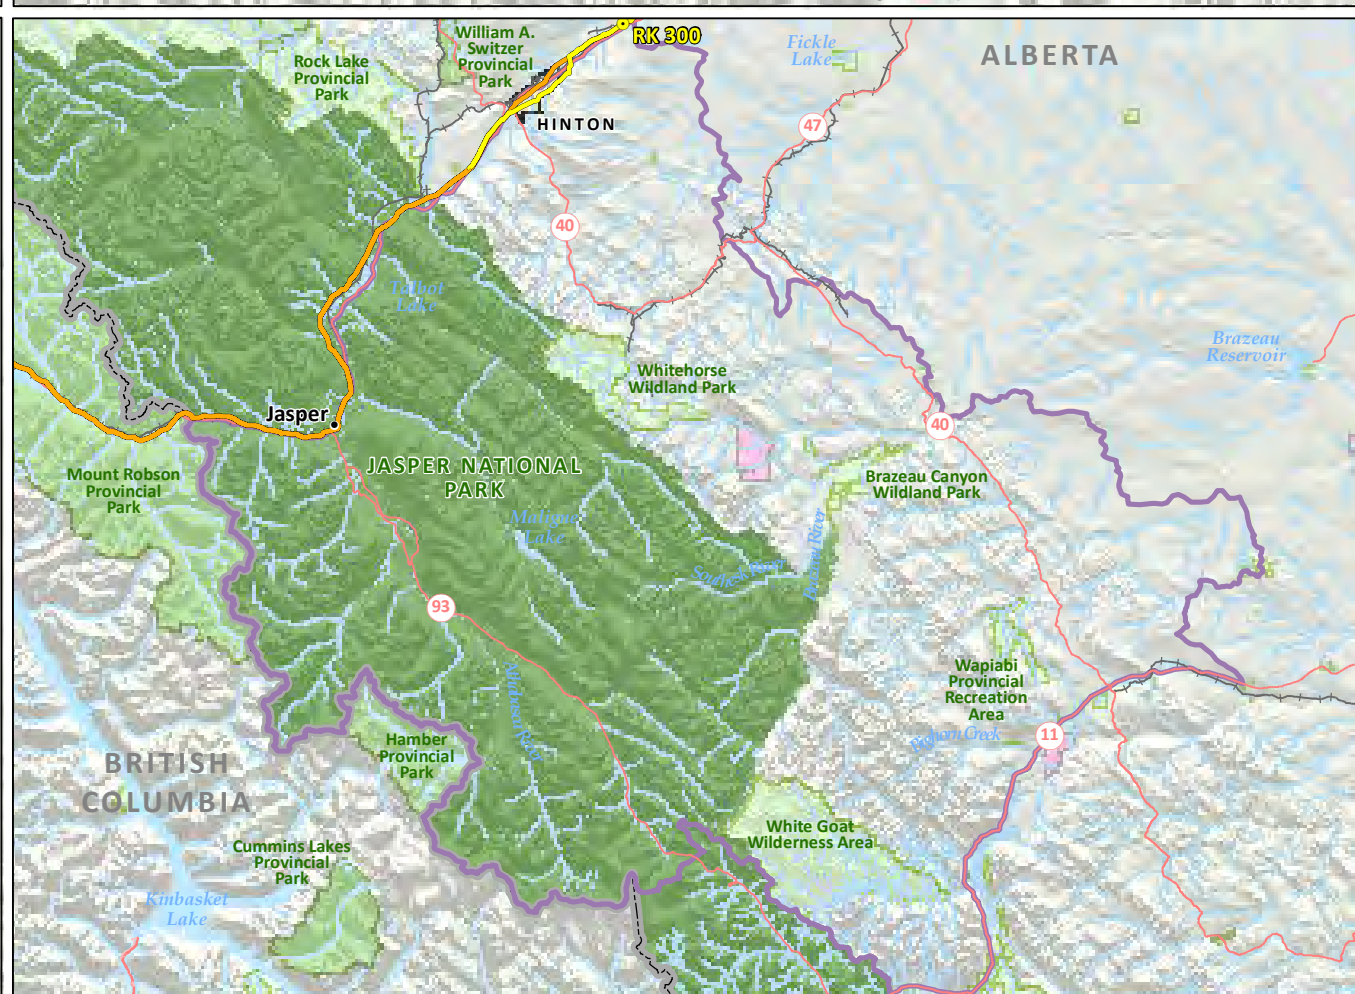 RK 300
William A.
Switzer
Provincial
Park
Fickle
Lake
ALBERTA
Rock Lake
Provincial
Park
HINTON
47
40
Talbot
Lake
Brazeau
Reservoir
Whitehorse
Wildland Park
Jasper
40
JASPER NATIONAL
PARK
Mount Robson
Provincial
Park
Brazeau Canyon
Wildland Park
Maligne
Lake
Southesk River
River
93
Wapiabi
Provincial
Recreation
Area
Athabasca River
11
Bighorn Creek
Hamber
Provincial
Park
BRITISH
COLUMBIA
White Goat
Wilderness Area
Cummins Lakes
Provincial
Park
Kinbasket
Lake